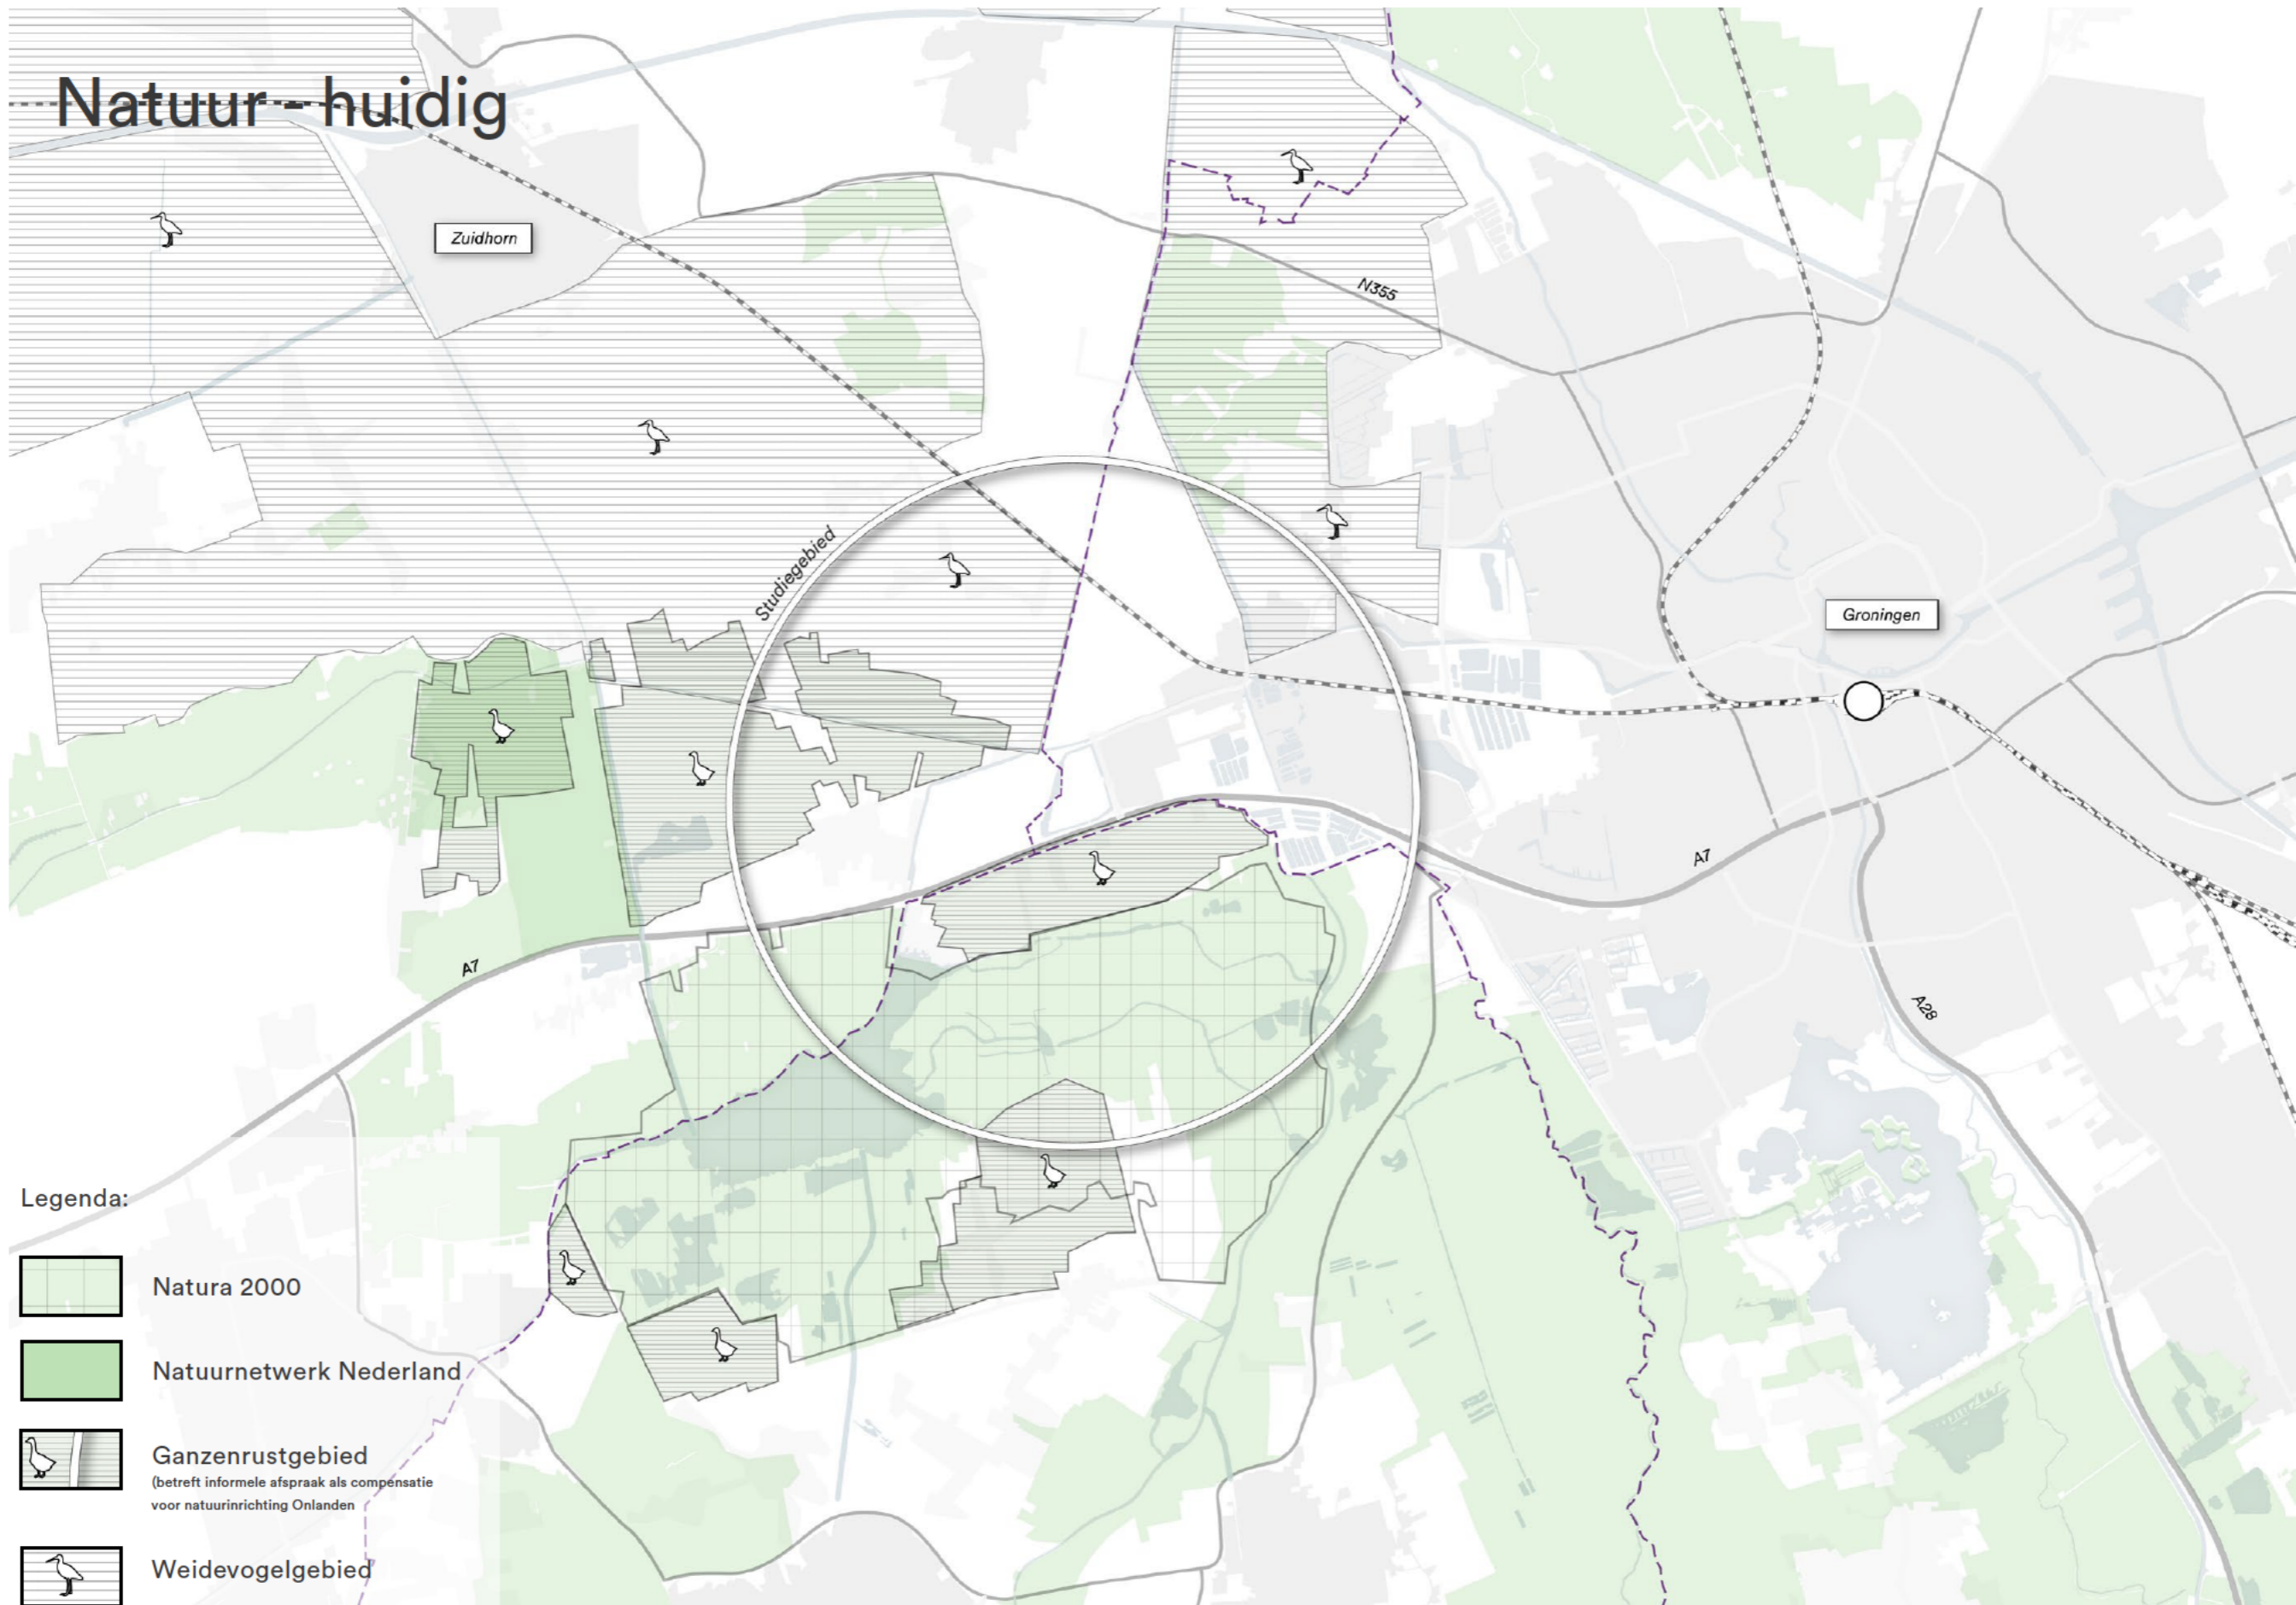 Natuur - huidig
Zuidhorn
N355
Studiegebied
Groningen
A7
A7
A28
Legenda:
Natura 2000
Natuurnetwerk Nederland
Ganzenrustgebied
(betreft informele afspraak als compensatie
voor natuurinrichting Onlanden
Weidevogelgebied